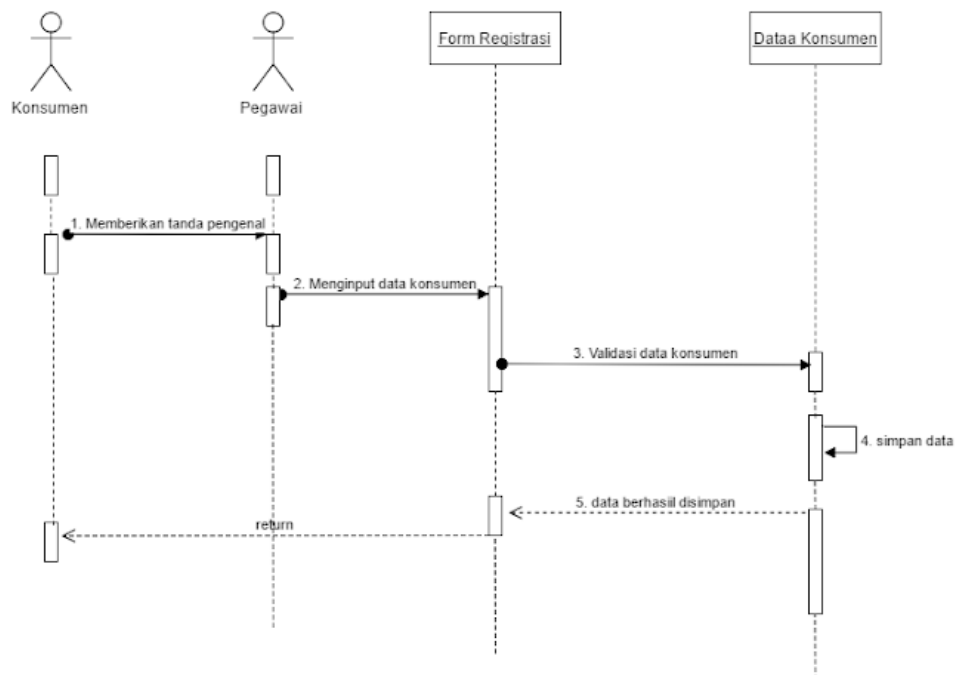 Form Registrasi
Dataa Konsumen
Konsumen
Pegawai
1. Memberikan tanda pengenal
2. Menginput data konsumen
3. Validasi data konsumen
4. simpan data
5. data berhasiil disimpan
return